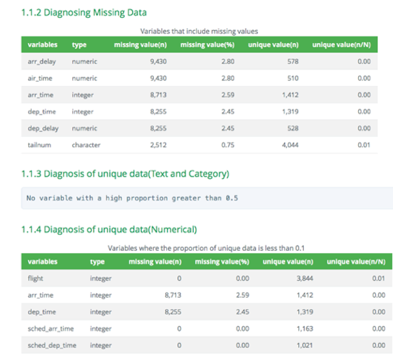 1.1.2 Diagnosing Missing Data
Variables that include missing values
variables type missing value(n) missing value(%) unique value(n) unique value(n/N)
arr_delay numeric 9,430 2.80 578 0.00
air_time numeric 9,430 2.80 510 0.00
arr_time integer 8,713 2.59 1,412 0.00
dep_time integer 8,255 2.45 1,319 0.00
dep_delay numeric 8,255 2.45 528 0.00
tailnum character 2,512 0.75 4,044 0.01
1.1.3 Diagnosis of unique data(Text and Category)
No variable with a high proportion greater than 0.5
1.1.4 Diagnosis of unique data(Numerical)
Variables where the proportion of unique data is less than 0.1
variables type missing value(n) missing value(%) unique value(n) unique value(n/N)
flight integer 0 0.00 3,844 0.01
arr_time integer 8,713 2.59 1,412 0.00
dep_time integer 8,255 2.45 1,319 0.00
sched_arr_time integer 0 0.00 1,163 0.00
sched_dep_time integer 0 0.00 1,021 0.00